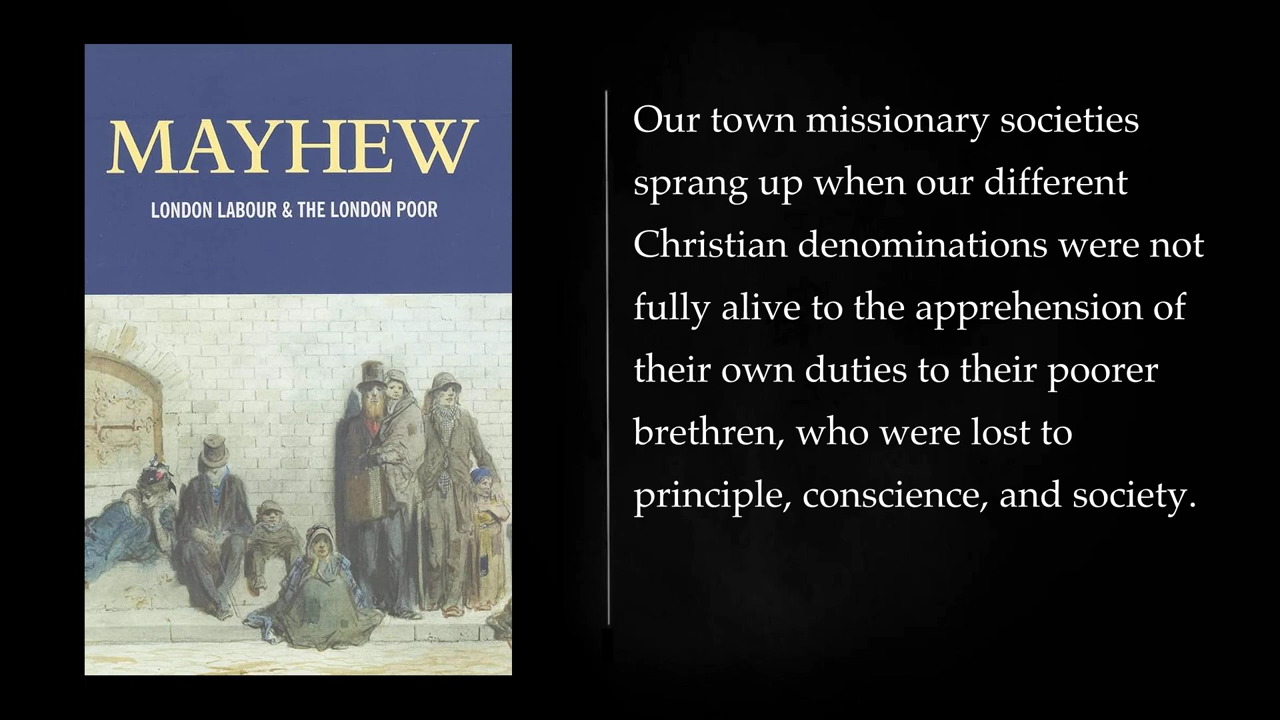 MAYHEW
LONDON LABOUR & THE LONDON POOR
Our town missionary societies
sprang up when our different
Christian denominations were not
fully alive to the apprehension of
their own duties to their poorer
brethren, who were lost to
principle, conscience, and society.